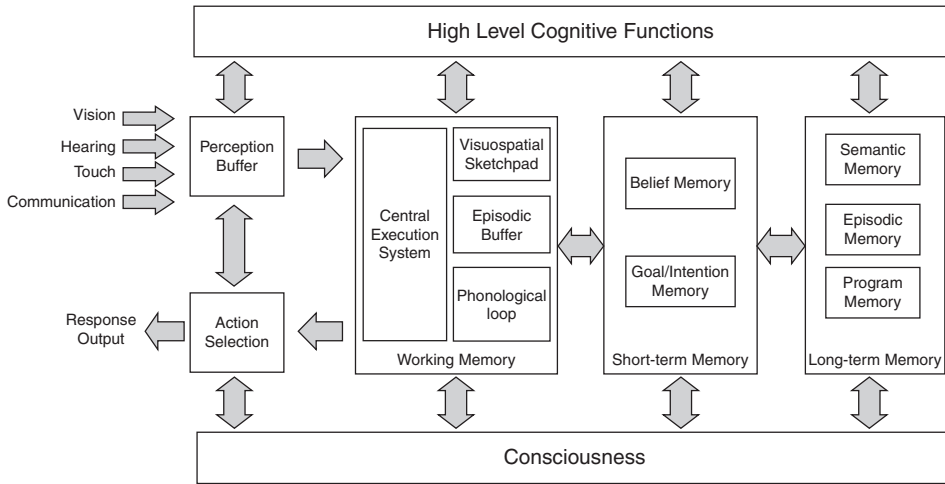 High Level Cognitive Functions
Vision
Hearing
Touch
Communication
Perception
Buffer
Central
Execution
System
Visuospatial
Sketchpad
Episodic
Buffer
Phonological
loop
Working Memory
Belief Memory
Goal/Intention
Memory
Short-term Memory
Semantic
Memory
Episodic
Memory
Program
Memory
Long-term Memory
Response
Output
Action
Selection
Consciousness